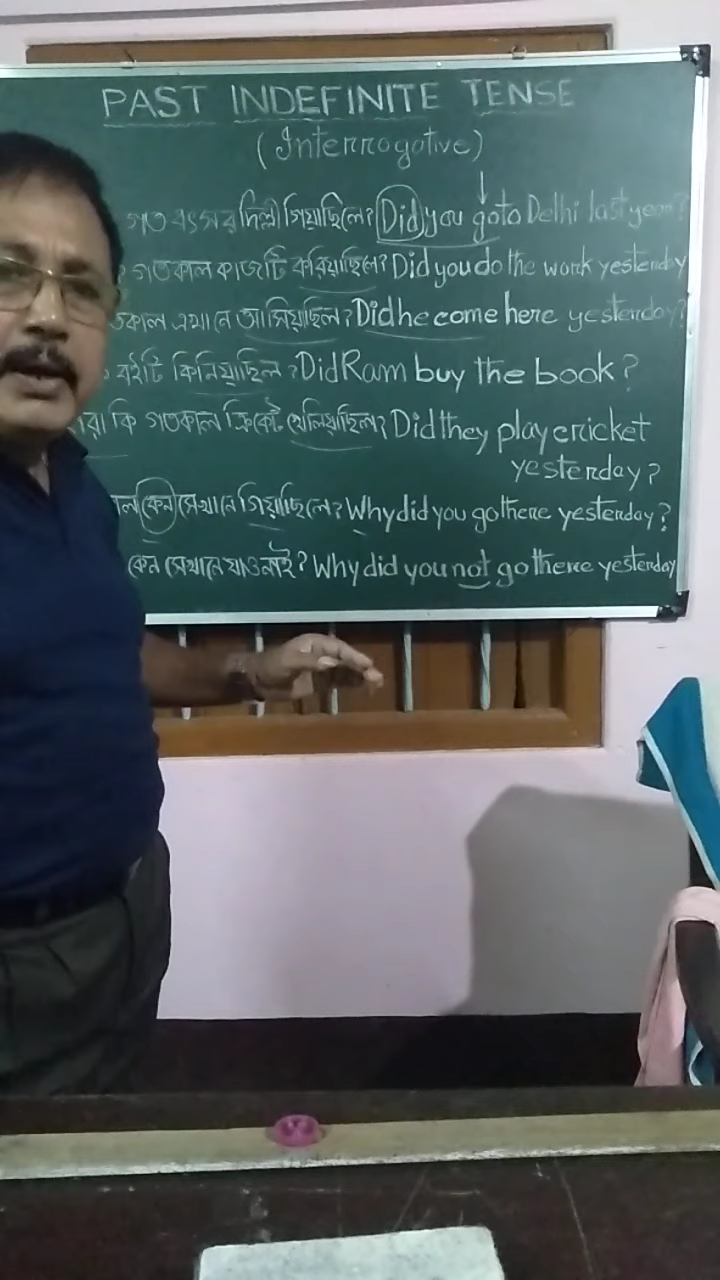 PAST INDEFINITE TENSE
(Interrogative)
গত বৎসর দিল্লী গিয়াছিলে? Did you go to Delhi last year?
গতকাল কাজটি করিয়াছিলে? Did you do the work yesterday
এখানে আসিয়াছিল? Did he come here yesterday?
বইটি কিনিয়াছিল? Did Ram buy the book?
কি গতকাল ক্রিকেট খেলিয়াছিল? Did they play cricket
yesterday?
কেন সেখানে গিয়াছিলে? Why did you go there yesterday?
কেন সেখানে যাও নাই? Why did you not go there yesterday